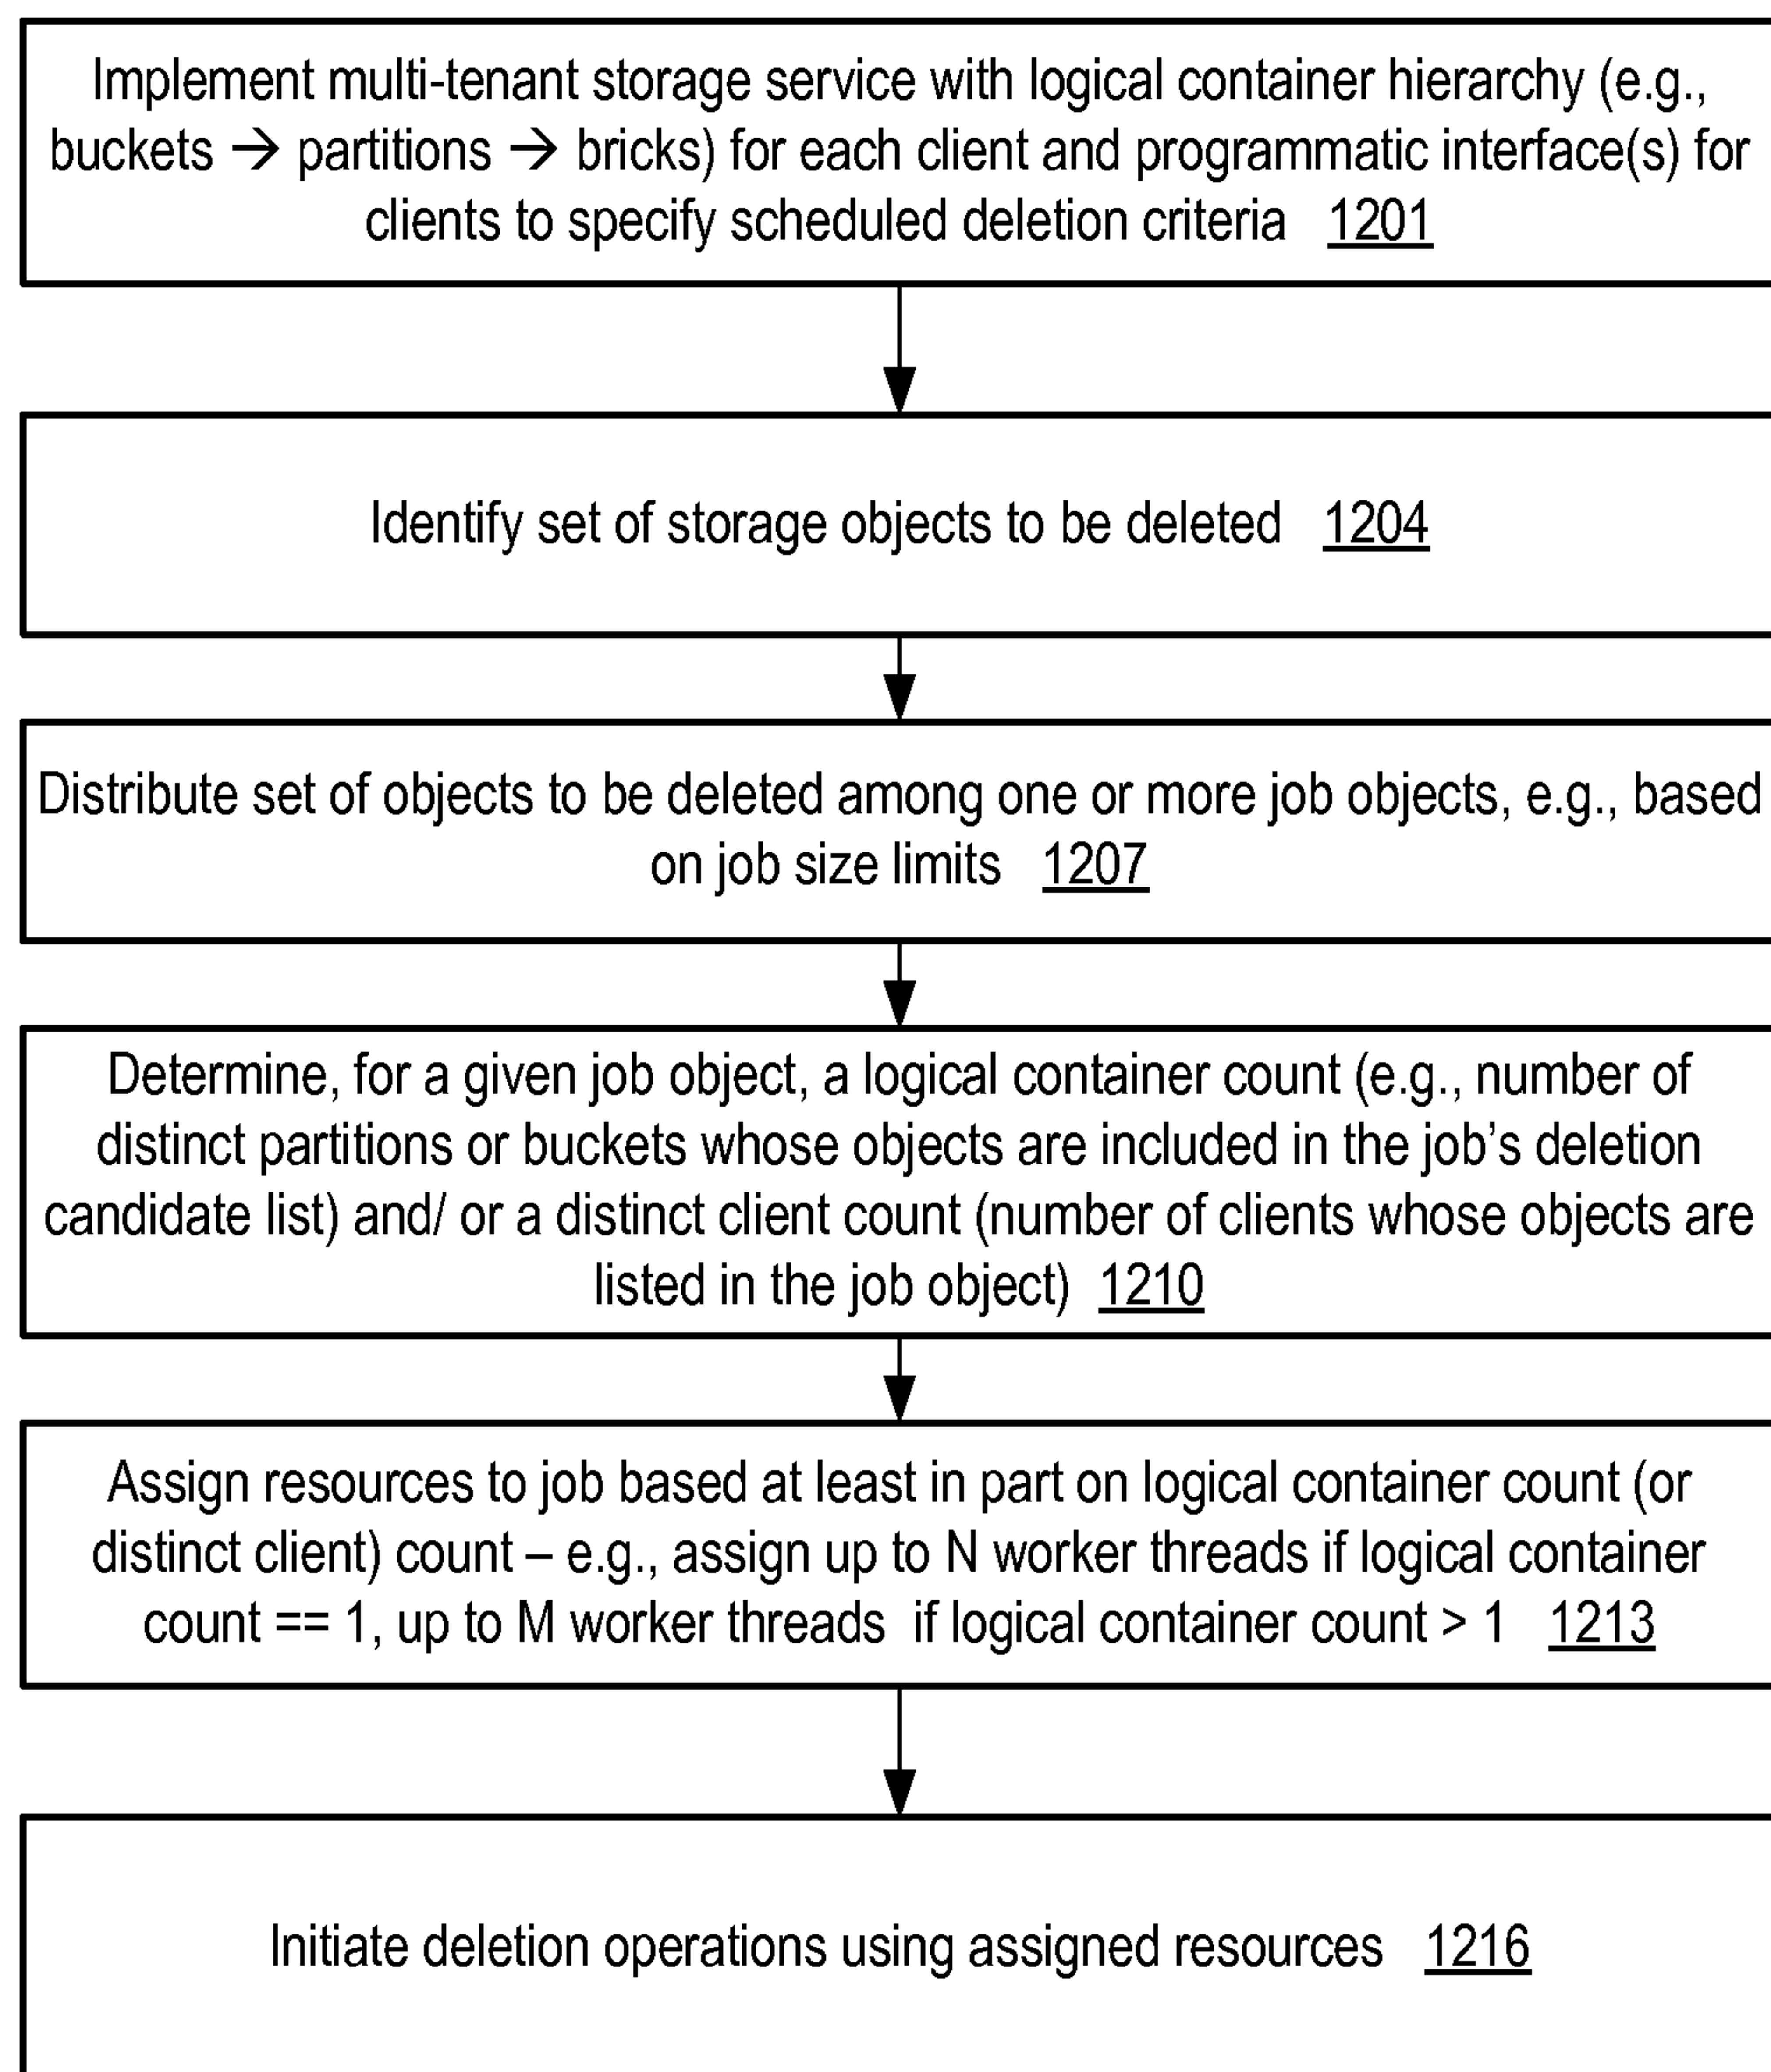 Implement multi-tenant storage service with logical container hierarchy (e.g.,
buckets → partitions → bricks) for each client and programmatic interface(s) for
clients to specify scheduled deletion criteria 1201
Identify set of storage objects to be deleted 1204
Distribute set of objects to be deleted among one or more job objects, e.g., based
on job size limits 1207
Determine, for a given job object, a logical container count (e.g., number of
distinct partitions or buckets whose objects are included in the job’s deletion
candidate list) and/ or a distinct client count (number of clients whose objects are
listed in the job object) 1210
Assign resources to job based at least in part on logical container count (or
distinct client) count – e.g., assign up to N worker threads if logical container
count == 1, up to M worker threads if logical container count > 1 1213
Initiate deletion operations using assigned resources 1216